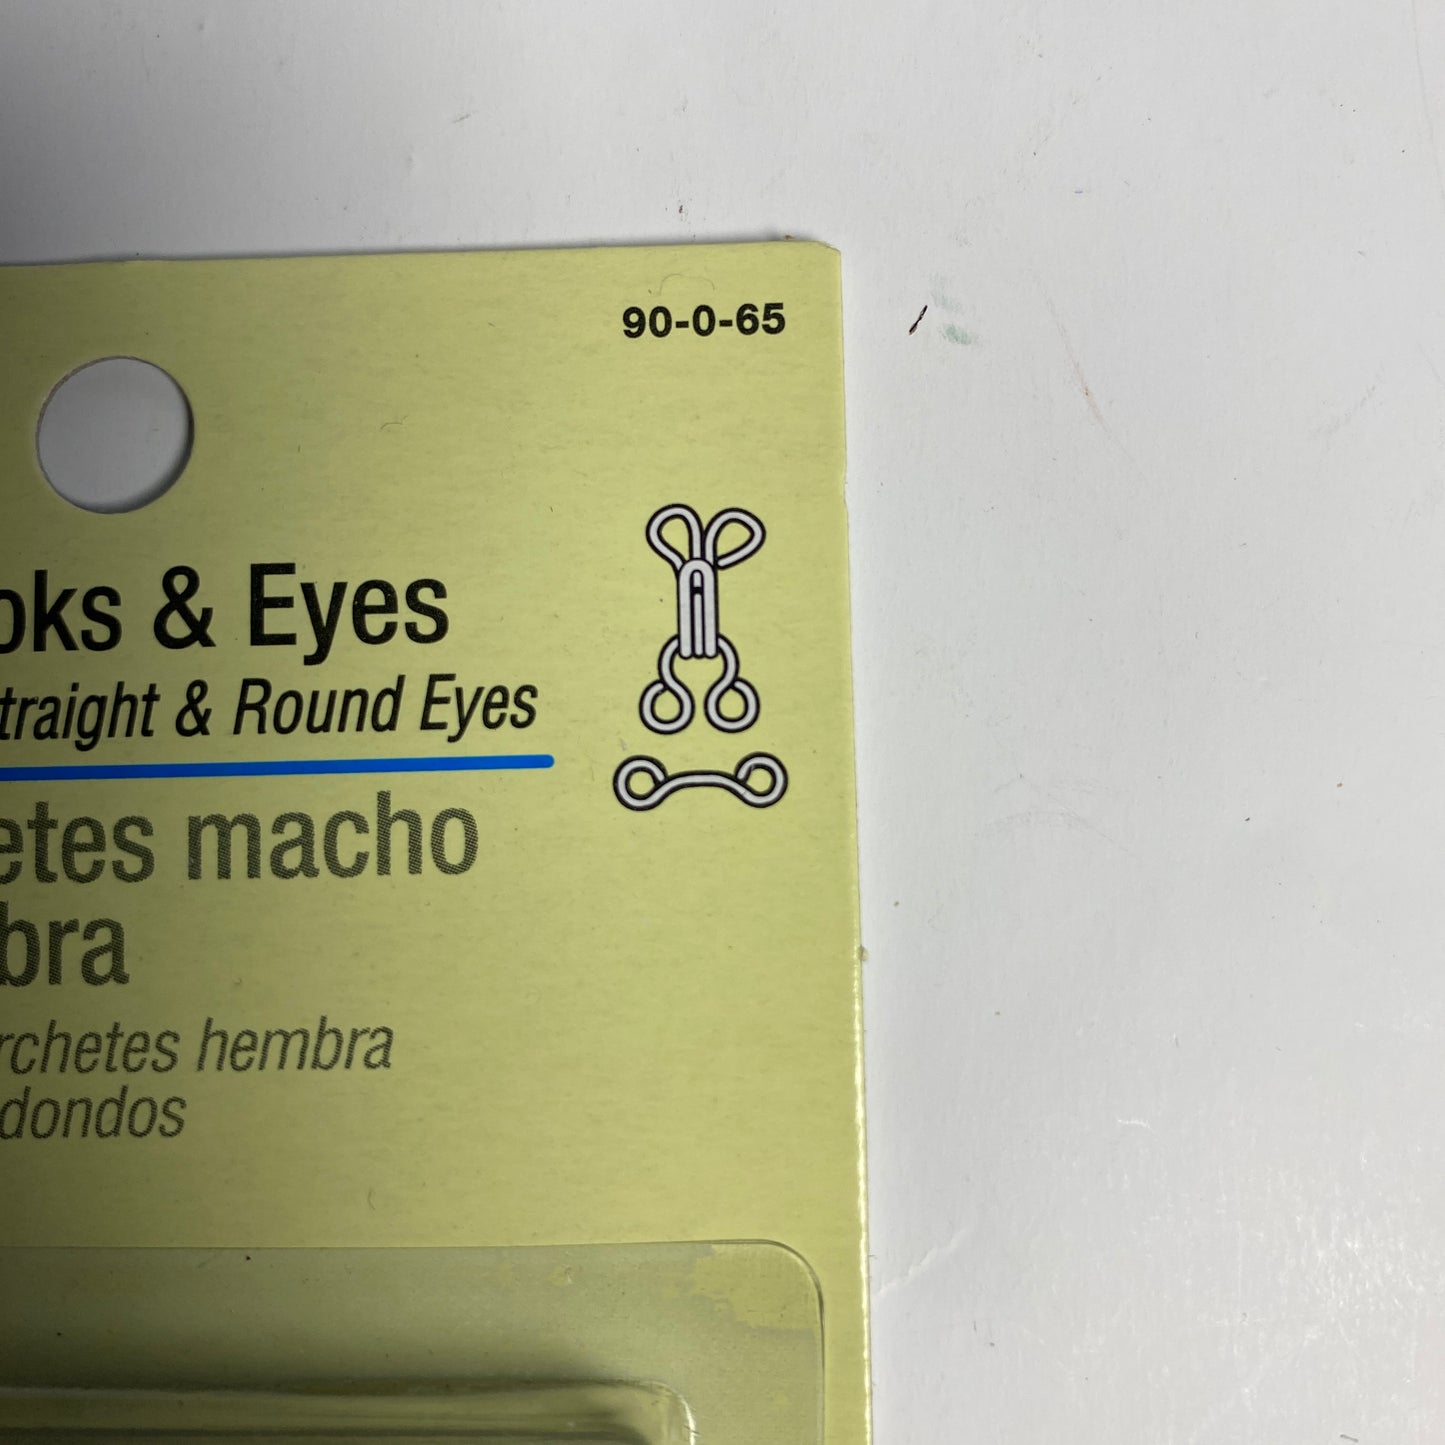 90-0-65
oks & Eyes
traight & Round Eyes
etes macho
bra
rchetes hembra
dondos